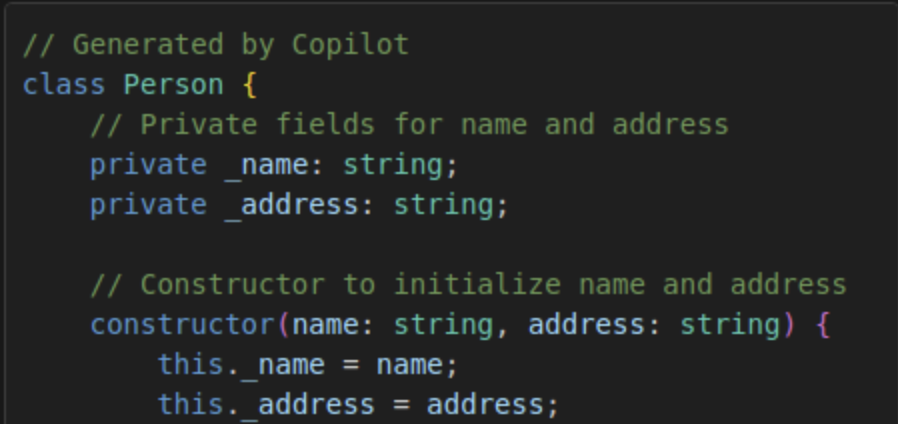 // Generated by Copilot
class Person {
    // Private fields for name and address
    private _name: string;
    private _address: string;

    // Constructor to initialize name and address
    constructor(name: string, address: string) {
        this._name = name;
        this._address = address;